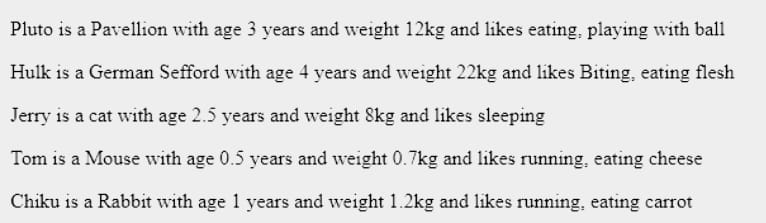 Pluto is a Pavellion with age 3 years and weight 12kg and likes eating, playing with ball
Hulk is a German Sefford with age 4 years and weight 22kg and likes Biting, eating flesh
Jerry is a cat with age 2.5 years and weight 8kg and likes sleeping
Tom is a Mouse with age 0.5 years and weight 0.7kg and likes running, eating cheese
Chiku is a Rabbit with age 1 years and weight 1.2kg and likes running, eating carrot